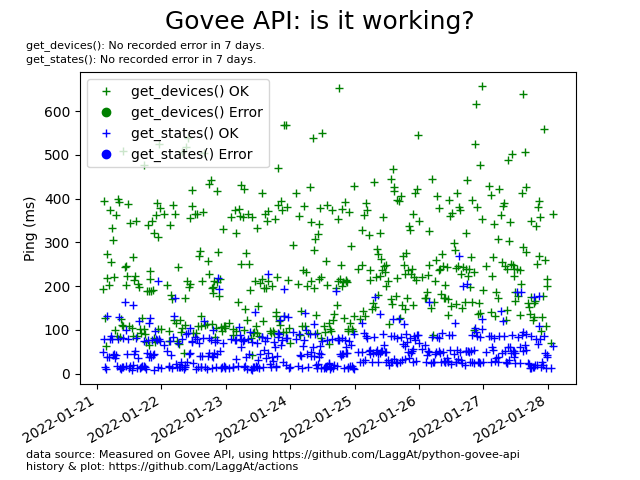 Govee API: is it working?
get_devices(): No recorded error in 7 days.
get_states(): No recorded error in 7 days.
get_devices() OK
get_devices() Error
get_states() OK
get_states() Error
Ping (ms)
600
500
400
300
200
100
0
2022-01-21
2022-01-22
2022-01-23
2022-01-24
2022-01-25
2022-01-26
2022-01-27
2022-01-28
data source: Measured on Govee API, using https://github.com/LaggAt/python-govee-api
history & plot: https://github.com/LaggAt/actions